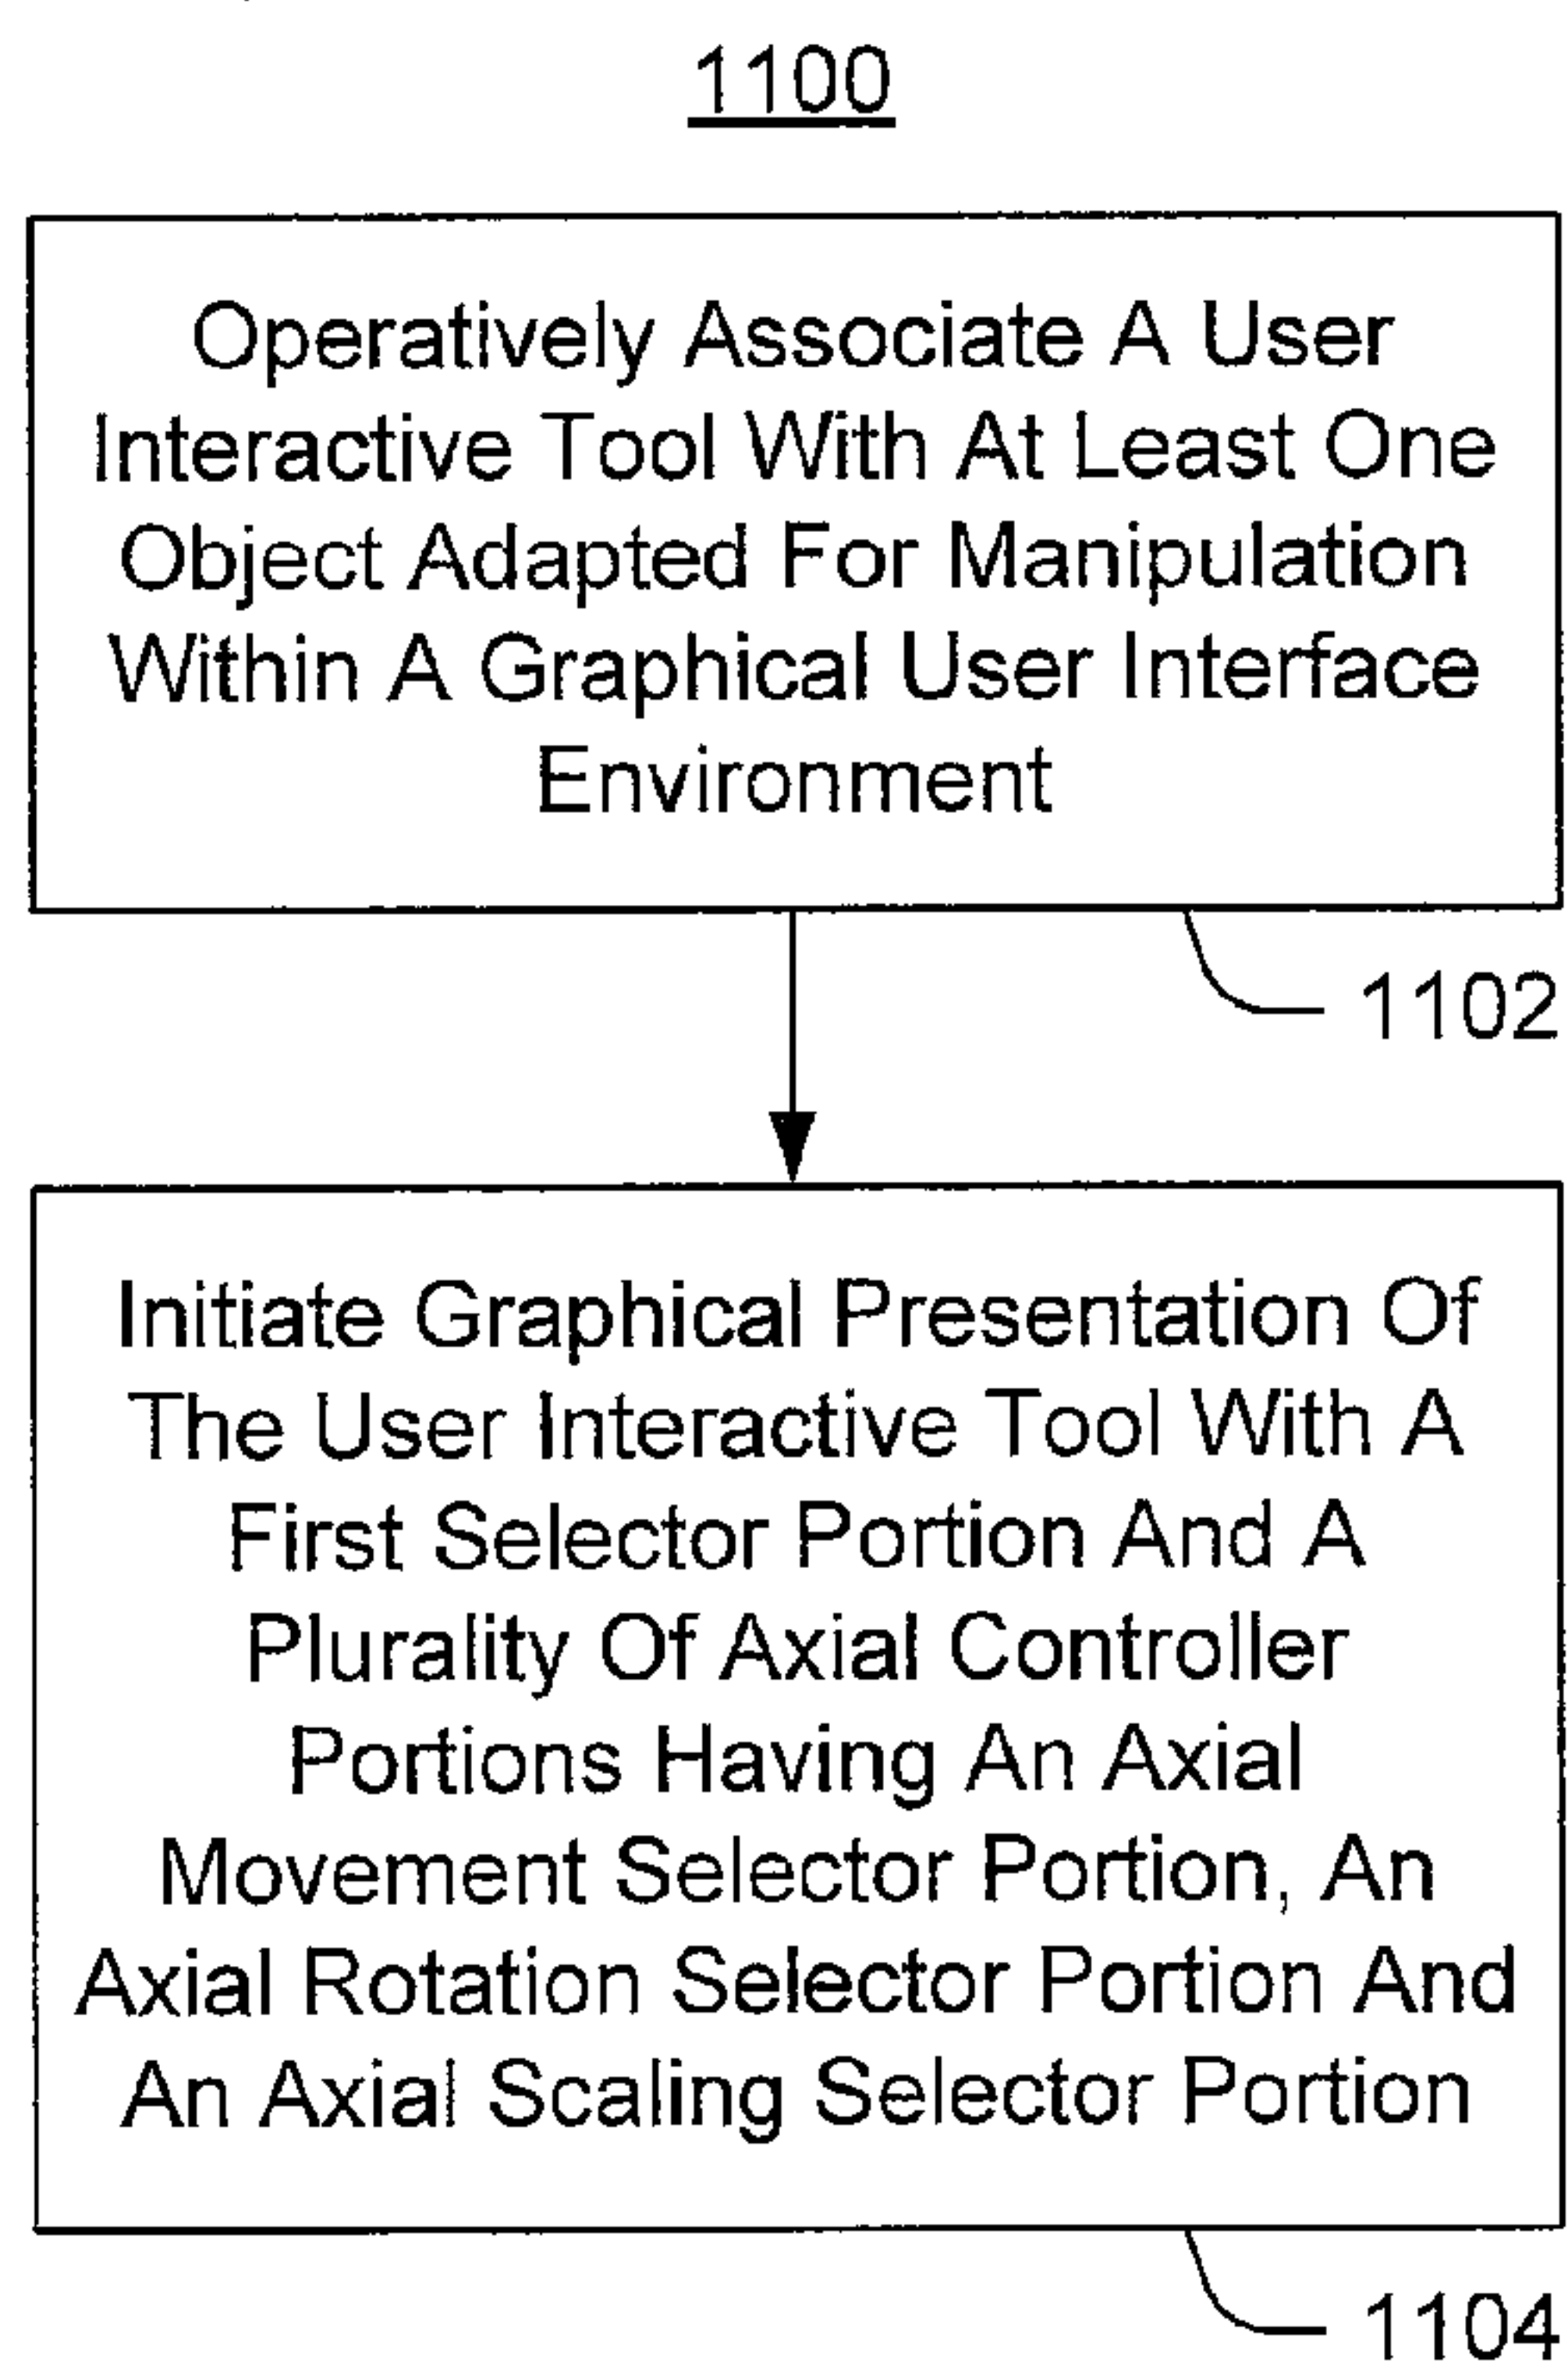 1100
Operatively Associate A User
Interactive Tool With At Least One
Object Adapted For Manipulation
Within A Graphical User Interface
Environment
1102
Initiate Graphical Presentation Of
The User Interactive Tool With A
First Selector Portion And A
Plurality Of Axial Controller
Portions Having An Axial
Movement Selector Portion, An
Axial Rotation Selector Portion And
An Axial Scaling Selector Portion
1104